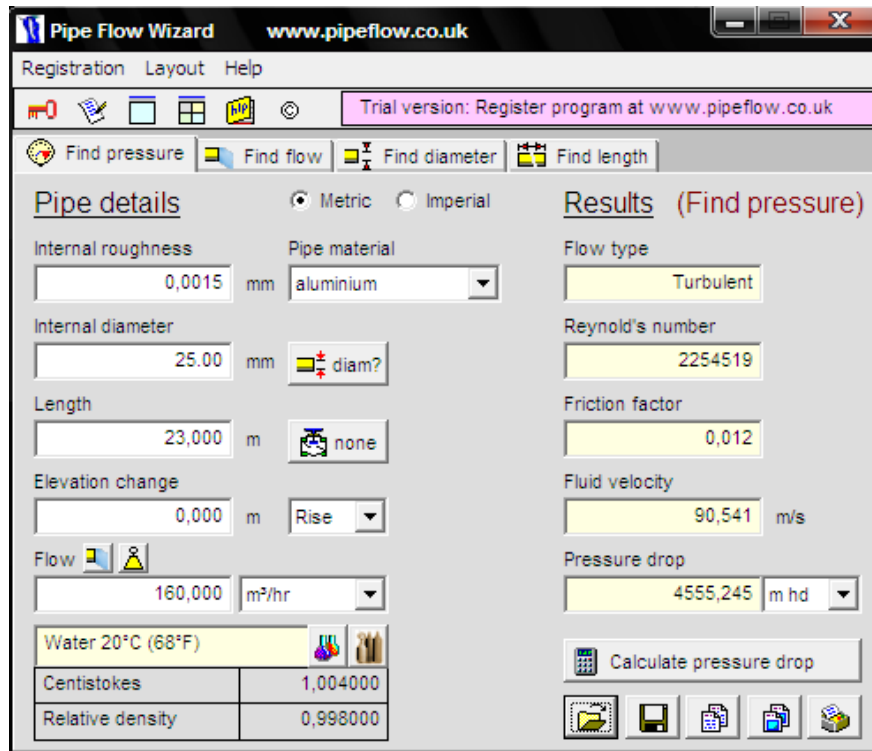 Pipe Flow Wizard www.pipeflow.co.uk
Registration Layout Help
Trial version: Register program at www.pipeflow.co.uk
Find pressure Find flow Find diameter Find length
Pipe details Metric Imperial Results (Find pressure)
Internal roughness Pipe material Flow type
0,0015 mm aluminium Turbulent
Internal diameter Reynold's number
25.00 mm diam? 2254519
Length Friction factor
23,000 m none 0,012
Elevation change Fluid velocity
0,000 m Rise 90,541 m/s
Flow Pressure drop
160,000 m³/hr 4555,245 m hd
Water 20°C (68°F)
Calculate pressure drop
Centistokes 1,004000
Relative density 0,998000